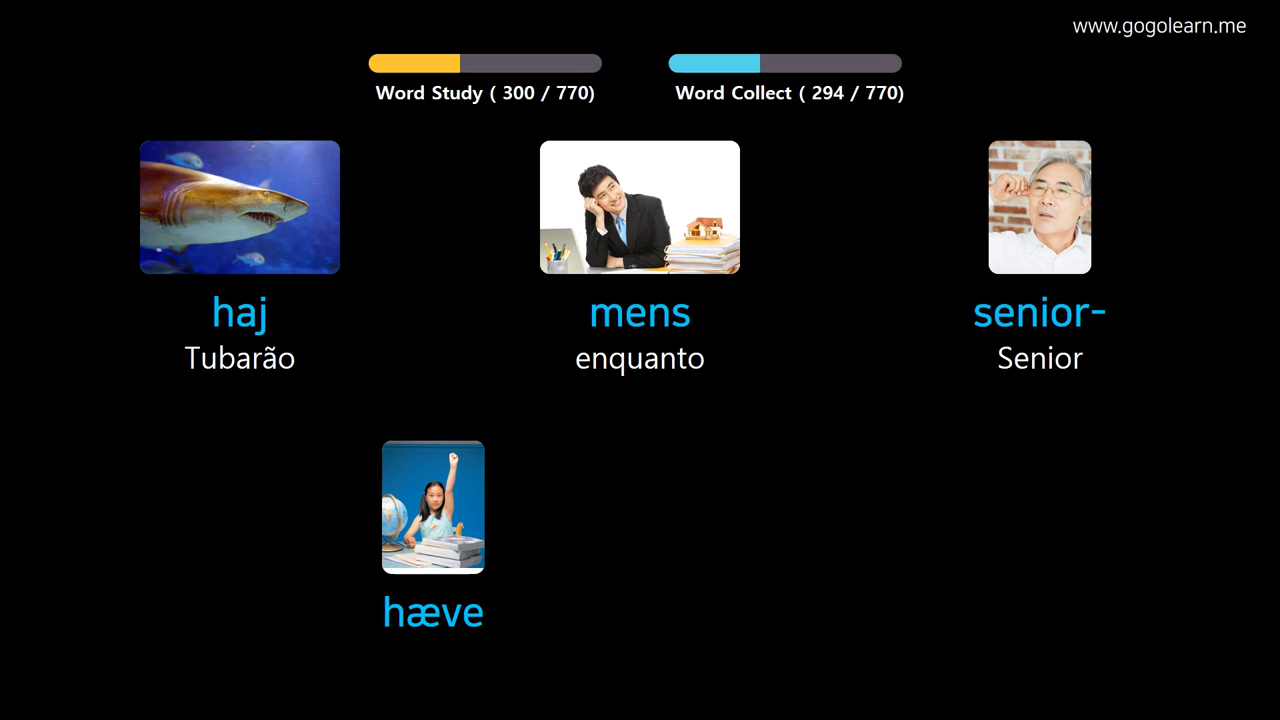 www.gogolearn.me
Word Study ( 300 / 770)
Word Collect ( 294 / 770)
haj
Tubarão
mens
enquanto
senior-
Senior
hæve